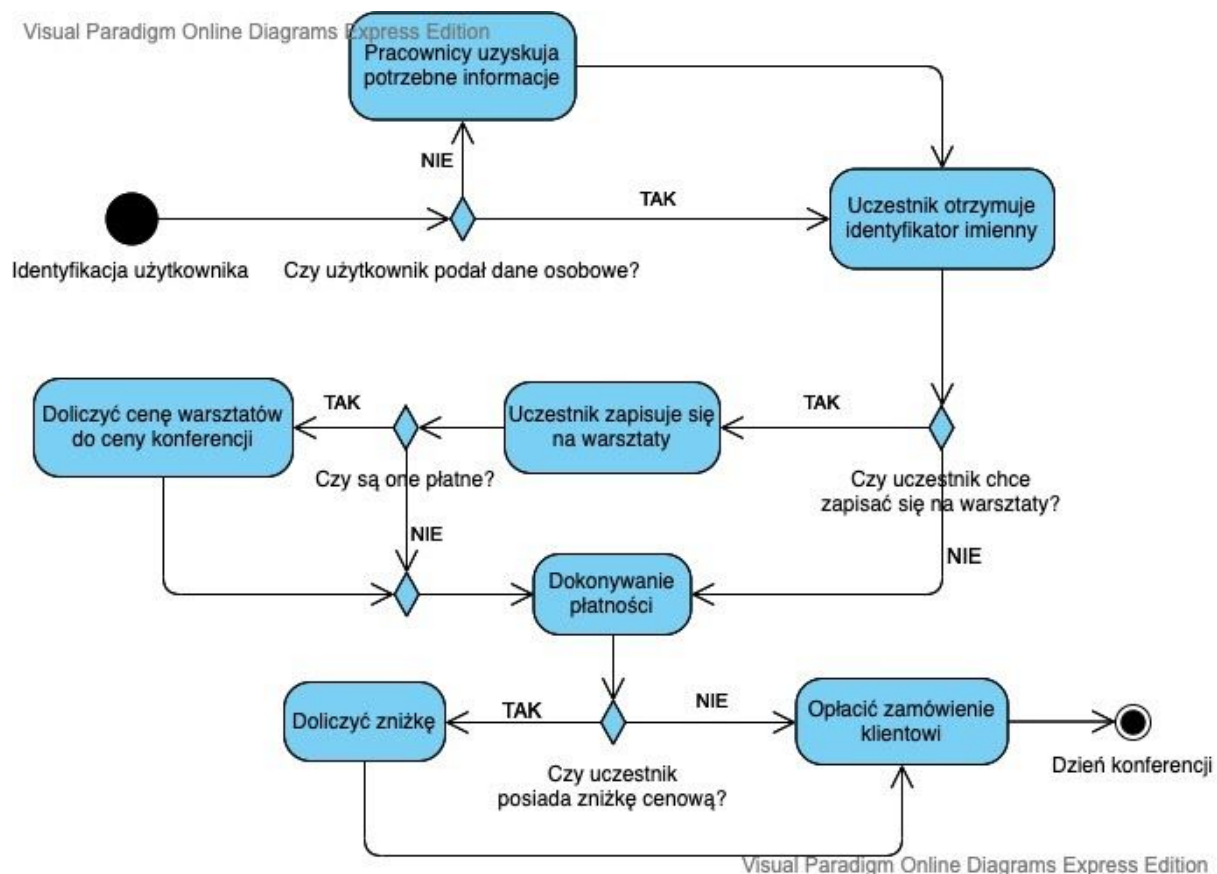 Visual Paradigm Online Diagrams Express Edition
Pracownicy uzyskuja
potrzebne informacje
NIE
TAK
Uczestnik otrzymuje
identyfikator imienny
Identyfikacja użytkownika
Czy użytkownik podał dane osobowe?
Doliczyć cenę warsztatów
do ceny konferencji
TAK
Uczestnik zapisuje się
na warsztaty
TAK
Czy są one płatne?
Czy uczestnik chce
zapisać się na warsztaty?
NIE
NIE
Dokonywanie
płatności
Doliczyć zniżkę
TAK
NIE
Opłacić zamówienie
klientowi
Czy uczestnik
posiada zniżkę cenową?
Dzień konferencji
Visual Paradigm Online Diagrams Express Edition